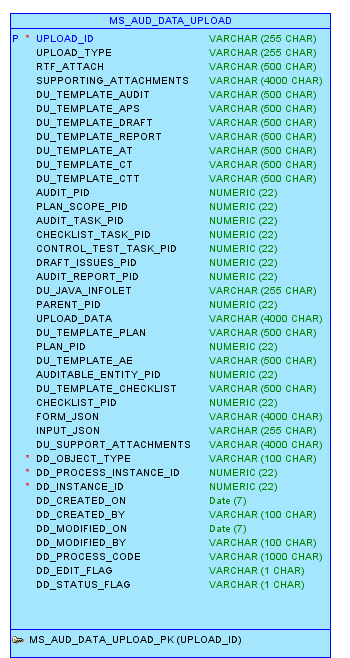 MS_AUD_DATA_UPLOAD
P * UPLOAD_ID VARCHAR (255 CHAR)
UPLOAD_TYPE VARCHAR (255 CHAR)
RTF_ATTACH VARCHAR (500 CHAR)
SUPPORTING_ATTACHMENTS VARCHAR (4000 CHAR)
DU_TEMPLATE_AUDIT VARCHAR (500 CHAR)
DU_TEMPLATE_APS VARCHAR (500 CHAR)
DU_TEMPLATE_DRAFT VARCHAR (500 CHAR)
DU_TEMPLATE_REPORT VARCHAR (500 CHAR)
DU_TEMPLATE_AT VARCHAR (500 CHAR)
DU_TEMPLATE_CT VARCHAR (500 CHAR)
DU_TEMPLATE_CTT VARCHAR (500 CHAR)
AUDIT_PID NUMERIC (22)
PLAN_SCOPE_PID NUMERIC (22)
AUDIT_TASK_PID NUMERIC (22)
CHECKLIST_TASK_PID NUMERIC (22)
CONTROL_TEST_TASK_PID NUMERIC (22)
DRAFT_ISSUES_PID NUMERIC (22)
AUDIT_REPORT_PID NUMERIC (22)
DU_JAVA_INFOLET VARCHAR (255 CHAR)
PARENT_PID NUMERIC (22)
UPLOAD_DATA VARCHAR (4000 CHAR)
DU_TEMPLATE_PLAN VARCHAR (500 CHAR)
PLAN_PID NUMERIC (22)
DU_TEMPLATE_AE VARCHAR (500 CHAR)
AUDITABLE_ENTITY_PID NUMERIC (22)
DU_TEMPLATE_CHECKLIST VARCHAR (500 CHAR)
CHECKLIST_PID NUMERIC (22)
FORM_JSON VARCHAR (4000 CHAR)
INPUT_JSON VARCHAR (255 CHAR)
DU_SUPPORT_ATTACHMENTS VARCHAR (4000 CHAR)
* DD_OBJECT_TYPE VARCHAR (100 CHAR)
* DD_PROCESS_INSTANCE_ID NUMERIC (22)
* DD_INSTANCE_ID NUMERIC (22)
DD_CREATED_ON Date (7)
DD_CREATED_BY VARCHAR (100 CHAR)
DD_MODIFIED_ON Date (7)
DD_MODIFIED_BY VARCHAR (100 CHAR)
DD_PROCESS_CODE VARCHAR (1000 CHAR)
DD_EDIT_FLAG VARCHAR (1 CHAR)
DD_STATUS_FLAG VARCHAR (1 CHAR)
MS_AUD_DATA_UPLOAD_PK (UPLOAD_ID)